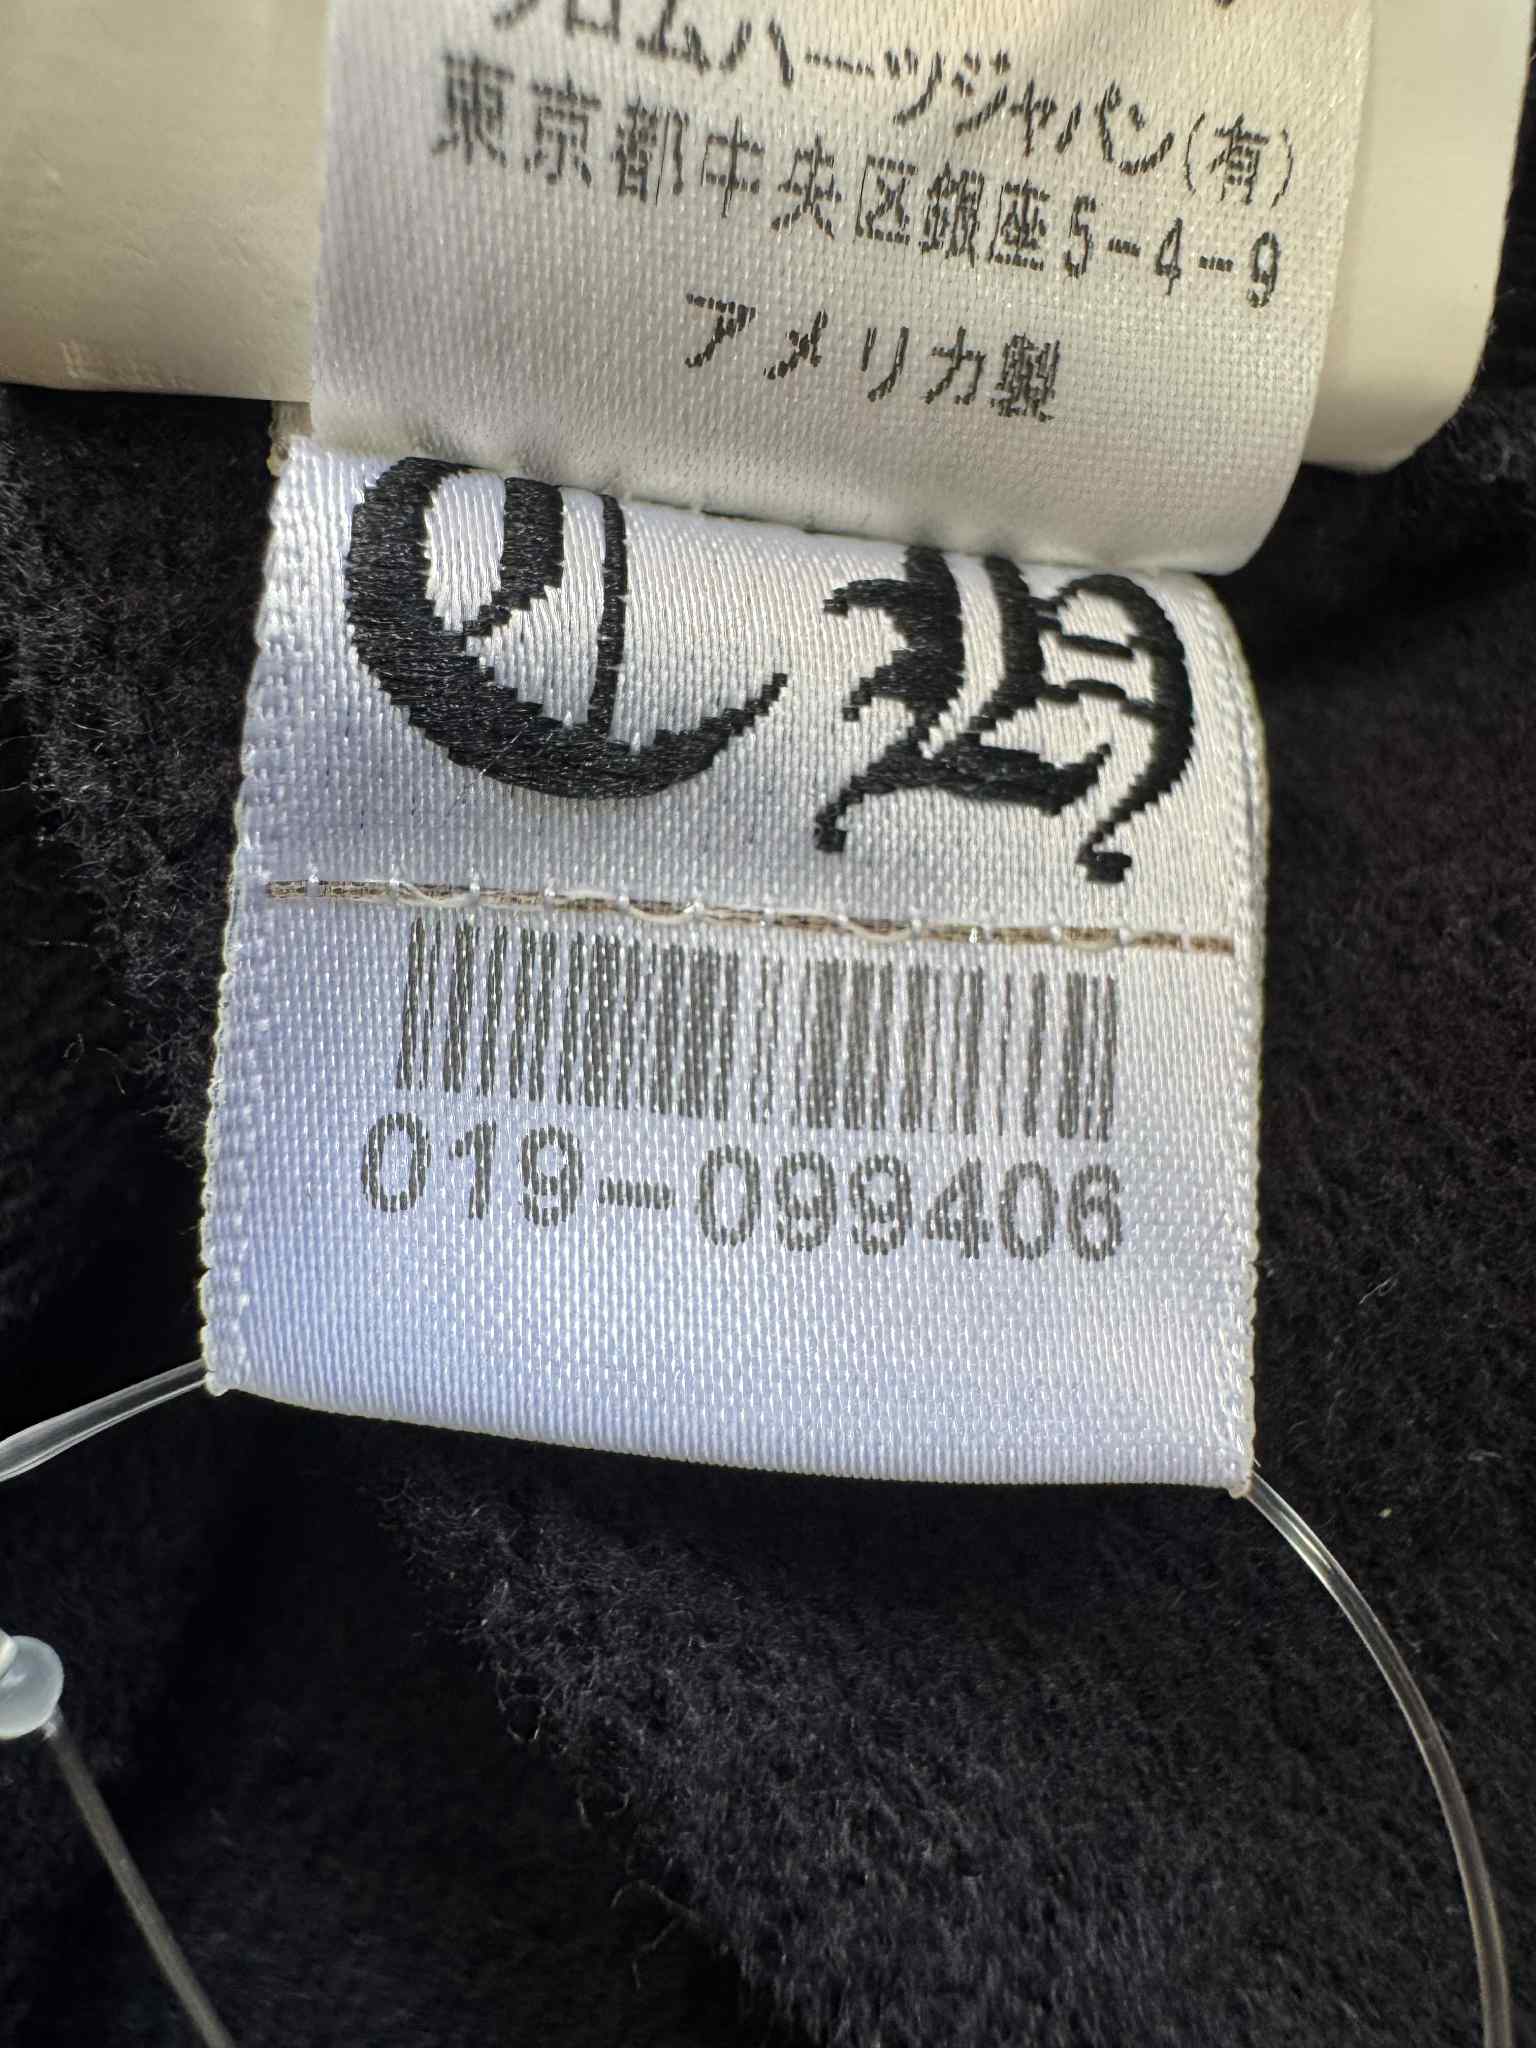 クロムハーツジャパン(有)
東京都中央区銀座5-4-9
アメリカ製
CH
019-099406